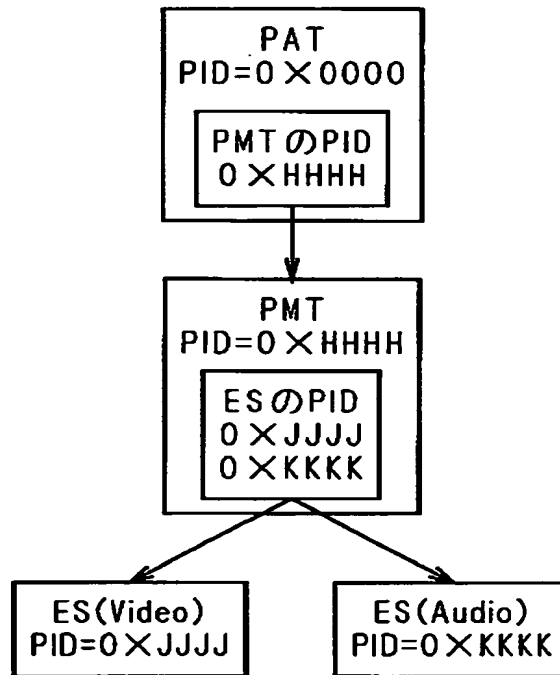 PAT
PID=0×0000
PMTのPID
0×HHHH
PMT
PID=0×HHHH
ESのPID
0×JJJJ
0×KKKK
ES(Video)
PID=0×JJJJ
ES(Audio)
PID=0×KKKK